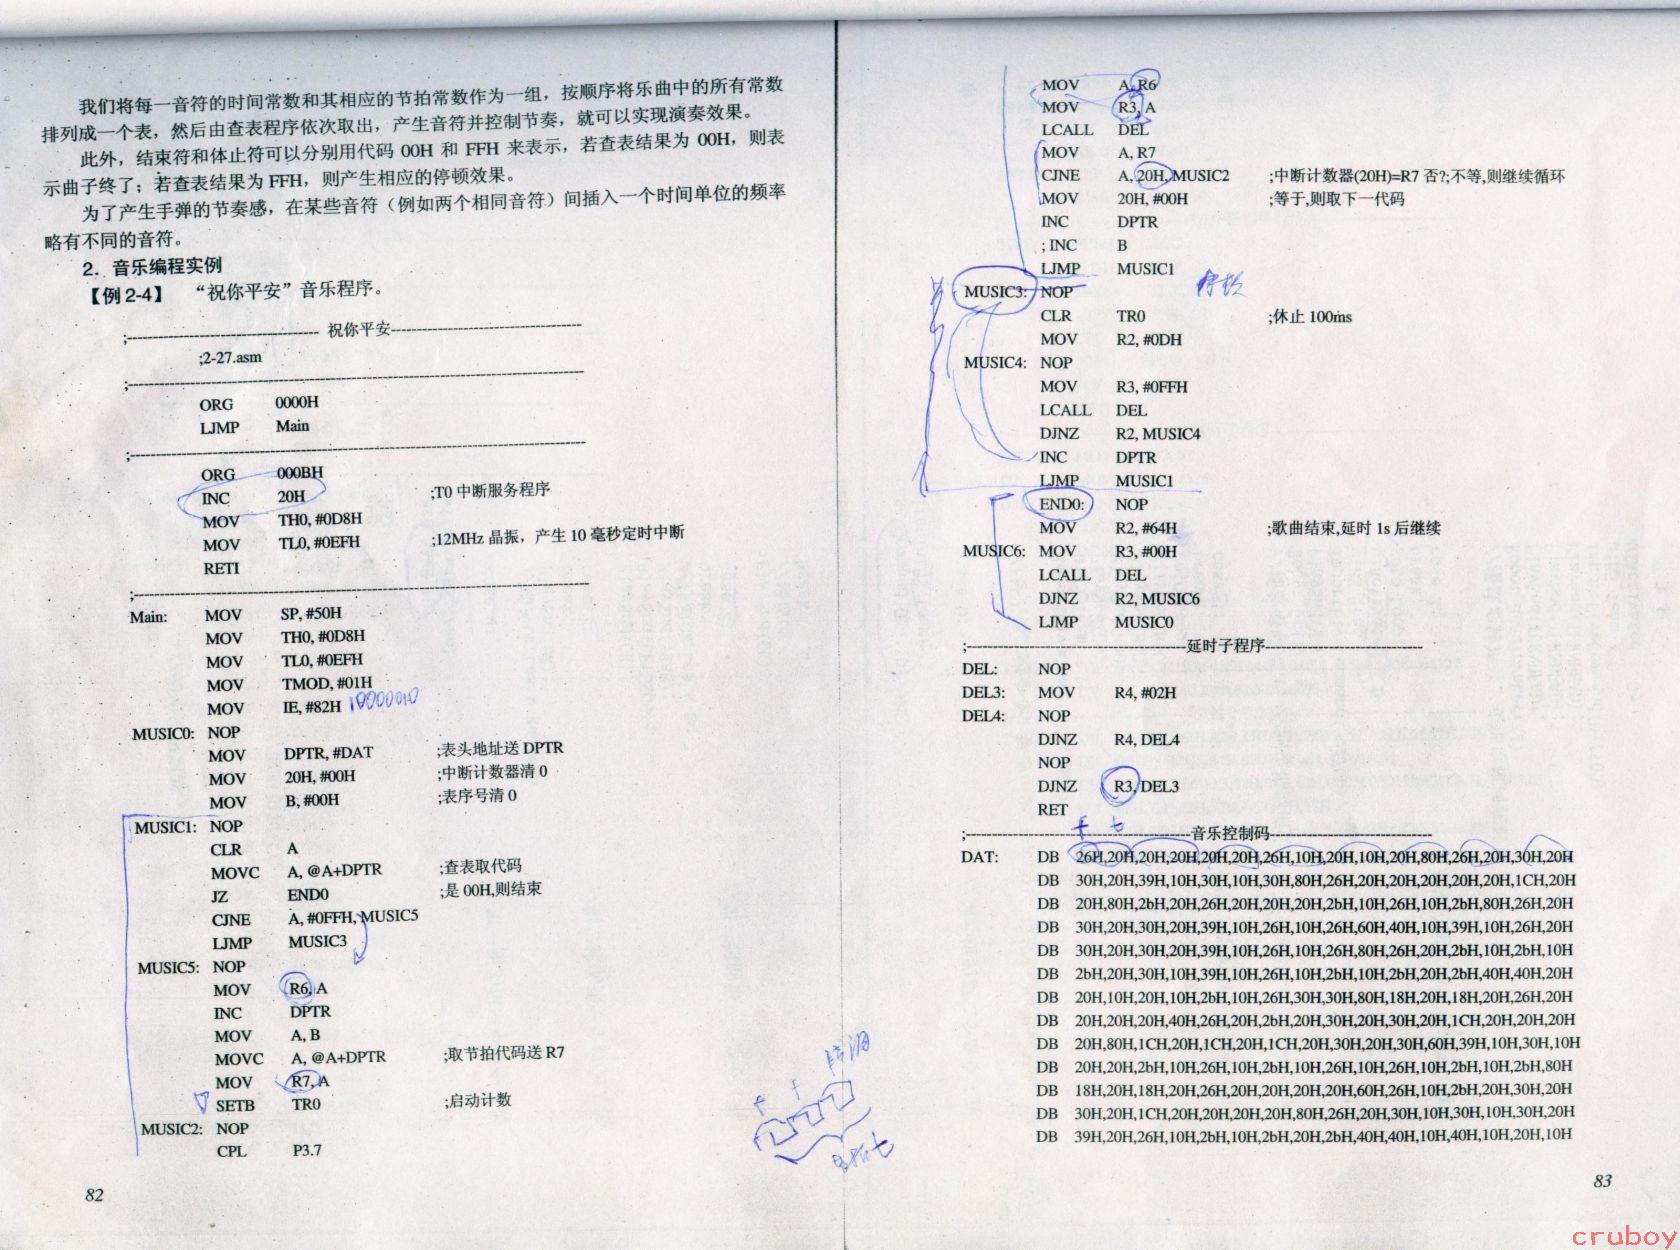 我们将每一音符的时间常数和其相应的节拍常数作为一组，按顺序将乐曲中的所有常数
排列成一个表，然后由查表程序依次取出，产生音符并控制节奏，就可以实现演奏效果。
此外，结束符和体止符可以分别用代码 00H 和 FFH 来表示，若查表结果为 00H，则表
示曲子终了；若查表结果为 FFH，则产生相应的停顿效果。
为了产生手弹的节奏感，在某些音符（例如两个相同音符）间插入一个时间单位的频率
略有不同的音符。
2．音乐编程实例
【例 2-4】 “祝你平安”音乐程序。
;---------------------------------- 祝你平安----------------------------------
;2-27.asm
;--------------------------------------------------------------------------------
ORG 0000H
LJMP Main
;--------------------------------------------------------------------------------
ORG 000BH
INC 20H ;T0 中断服务程序
MOV TH0, #0D8H
MOV TL0, #0EFH ;12MHz 晶振，产生 10 毫秒定时中断
RETI
;--------------------------------------------------------------------------------
Main: MOV SP, #50H
MOV TH0, #0D8H
MOV TL0, #0EFH
MOV TMOD, #01H
MOV IE, #82H 10000010
MUSIC0: NOP
MOV DPTR, #DAT ;表头地址送 DPTR
MOV 20H, #00H ;中断计数器清 0
MOV B, #00H ;表序号清 0
MUSIC1: NOP
CLR A
MOVC A, @A+DPTR ;查表取代码
JZ END0 ;是 00H,则结束
CJNE A, #0FFH, MUSIC5
LJMP MUSIC3
MUSIC5: NOP
MOV R6, A
INC DPTR
MOV A, B
MOVC A, @A+DPTR ;取节拍代码送 R7
MOV R7, A
SETB TR0 ;启动计数
MUSIC2: NOP
CPL P3.7
82
MOV A, R6
MOV R3, A
LCALL DEL
MOV A, R7
CJNE A, 20H, MUSIC2 ;中断计数器(20H)=R7 否?;不等,则继续循环
MOV 20H, #00H ;等于,则取下一代码
INC DPTR
; INC B
LJMP MUSIC1
MUSIC3: NOP 停顿
CLR TR0 ;休止 100ms
MOV R2, #0DH
MUSIC4: NOP
MOV R3, #0FFH
LCALL DEL
DJNZ R2, MUSIC4
INC DPTR
LJMP MUSIC1
END0: NOP
MOV R2, #64H ;歌曲结束,延时 1s 后继续
MUSIC6: MOV R3, #00H
LCALL DEL
DJNZ R2, MUSIC6
LJMP MUSIC0
;----------------------------------------延时子程序----------------------------
DEL: NOP
DEL3: MOV R4, #02H
DEL4: NOP
DJNZ R4, DEL4
NOP
DJNZ R3, DEL3
RET
;----------------------------------------音乐控制码----------------------------
DAT: DB 26H,20H,20H,20H,20H,20H,26H,10H,20H,10H,20H,80H,26H,20H,30H,20H
DB 30H,20H,39H,10H,30H,10H,30H,80H,26H,20H,20H,20H,20H,20H,1CH,20H
DB 20H,80H,2bH,20H,26H,20H,20H,20H,2bH,10H,26H,10H,2bH,80H,26H,20H
DB 30H,20H,30H,20H,39H,10H,26H,10H,26H,60H,40H,10H,39H,10H,26H,20H
DB 30H,20H,30H,20H,39H,10H,26H,10H,26H,80H,26H,20H,2bH,10H,2bH,10H
DB 2bH,20H,30H,10H,39H,10H,26H,10H,2bH,10H,2bH,20H,2bH,40H,40H,20H
DB 20H,10H,20H,10H,2bH,10H,26H,30H,30H,80H,18H,20H,18H,20H,26H,20H
DB 20H,20H,20H,40H,26H,20H,2bH,20H,30H,20H,30H,20H,1CH,20H,20H,20H
DB 20H,80H,1CH,20H,1CH,20H,1CH,20H,30H,20H,30H,60H,39H,10H,30H,10H
DB 20H,20H,2bH,10H,26H,10H,2bH,10H,26H,10H,26H,10H,2bH,10H,2bH,80H
DB 18H,20H,18H,20H,26H,20H,20H,20H,20H,60H,26H,10H,2bH,20H,30H,20H
DB 30H,20H,1CH,20H,20H,20H,20H,80H,26H,20H,30H,10H,30H,10H,30H,20H
DB 39H,20H,26H,10H,2bH,10H,2bH,20H,2bH,40H,40H,10H,40H,10H,20H,10H
83
cruboy